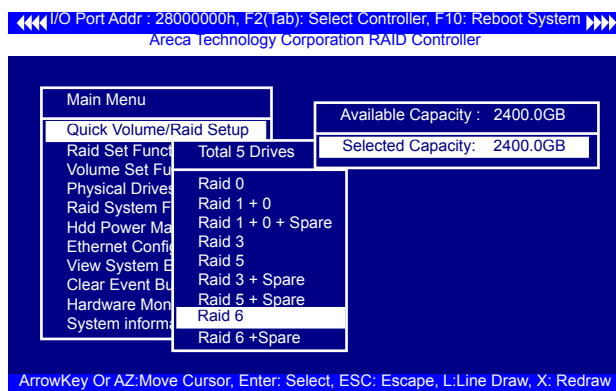 I/O Port Addr : 28000000h, F2(Tab): Select Controller, F10: Reboot System
Areca Technology Corporation RAID Controller
Main Menu
Quick Volume/Raid Setup
Raid Set Funct
Volume Set Fu
Physical Drives
Raid System F
Hdd Power Ma
Ethernet Config
View System E
Clear Event Bu
Hardware Mon
System informa
Total 5 Drives
Raid 0
Raid 1 + 0
Raid 1 + 0 + Spare
Raid 3
Raid 5
Raid 3 + Spare
Raid 5 + Spare
Raid 6
Raid 6 +Spare
Available Capacity : 2400.0GB
Selected Capacity: 2400.0GB
ArrowKey Or AZ:Move Cursor, Enter: Select, ESC: Escape, L:Line Draw, X: Redraw